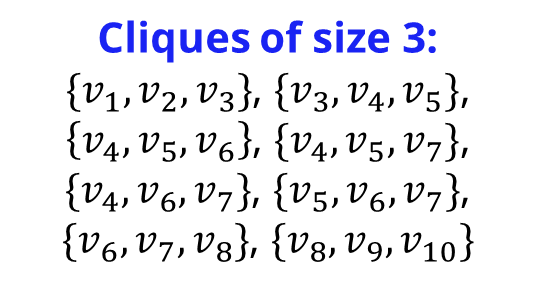 Cliques of size 3:
{v₁, v₂, v₃}, {v₃, v₄, v₅},
{v₄, v₅, v₆}, {v₄, v₅, v₇},
{v₄, v₆, v₇}, {v₅, v₆, v₇},
{v₆, v₇, v₈}, {v₈, v₉, v₁₀}